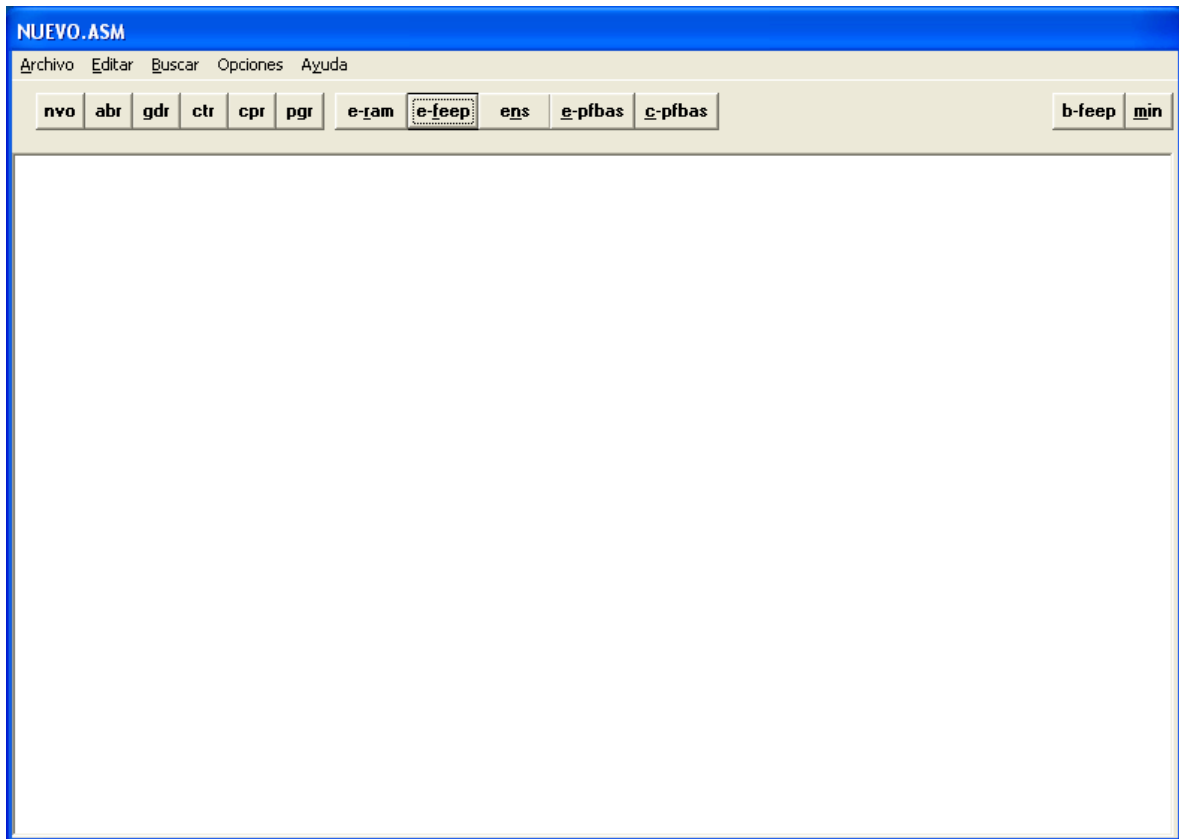 NUEVO.ASM
Archivo Editar Buscar Opciones Ayuda
nvo abr gdr ctr cpr pgr e-ram e-feep ens e-pfbas c-pfbas b-feep min